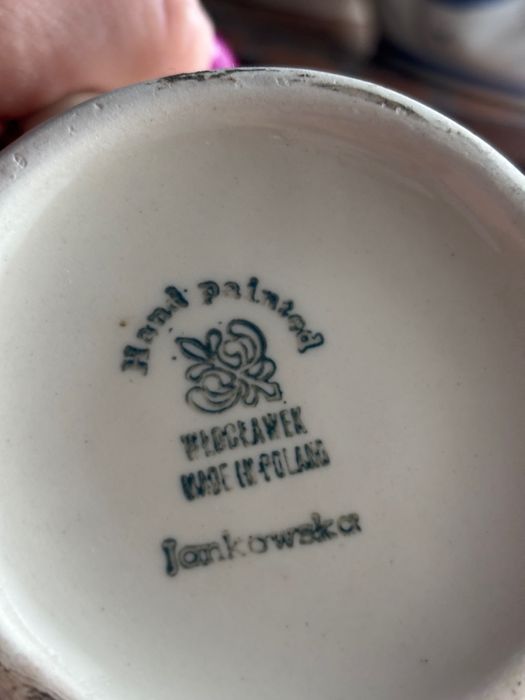 Hand painted
WŁOCŁAWEK
MADE IN POLAND
Jankowska